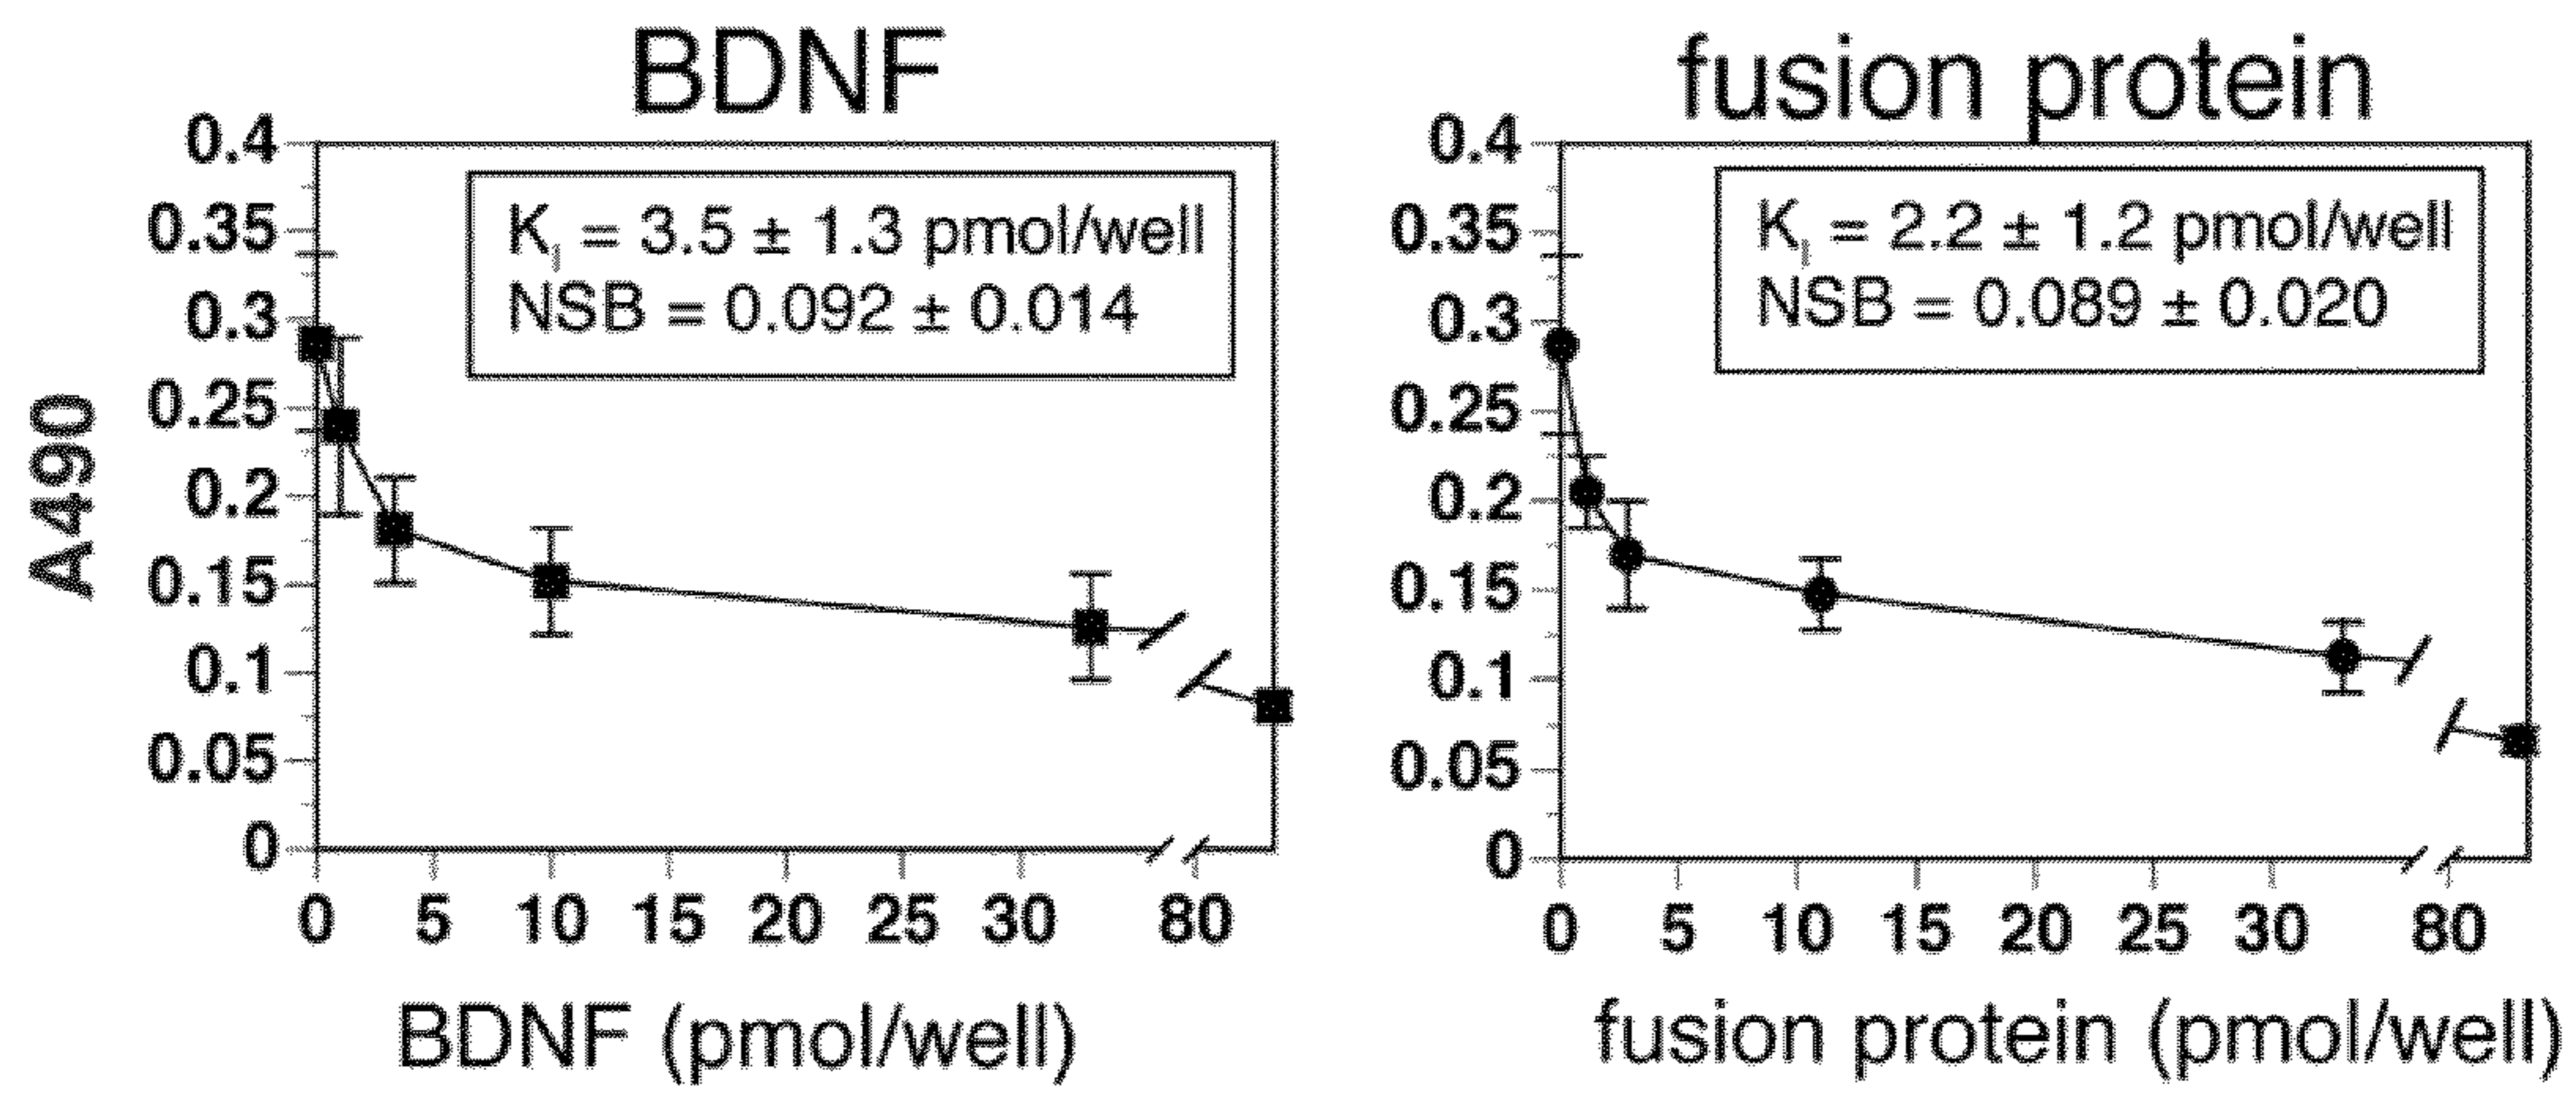 BDNF
0.4
0.35
0.3
0.25
0.2
0.15
0.1
0.05
0
A490
K_I = 3.5 ± 1.3 pmol/well
NSB = 0.092 ± 0.014
0 5 10 15 20 25 30 80
BDNF (pmol/well)
fusion protein
0.4
0.35
0.3
0.25
0.2
0.15
0.1
0.05
0
K_I = 2.2 ± 1.2 pmol/well
NSB = 0.089 ± 0.020
0 5 10 15 20 25 30 80
fusion protein (pmol/well)